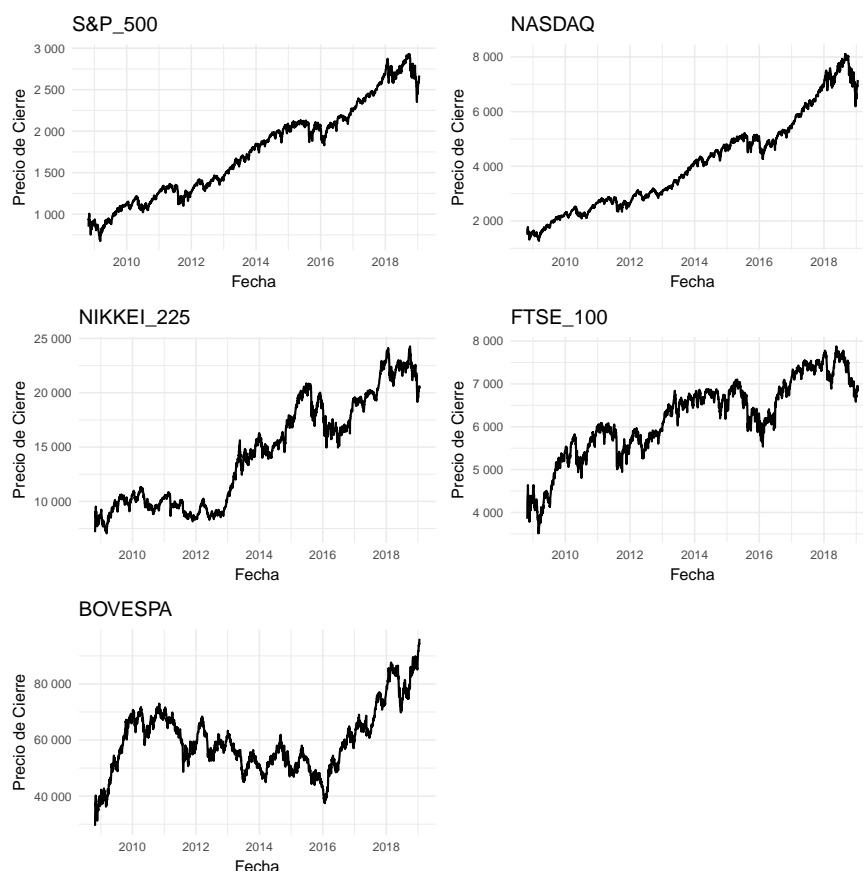 S&P_500
3 000
2 500
2 000
1 500
1 000
Precio de Cierre
2010 2012 2014 2016 2018
Fecha
NASDAQ
8 000
6 000
4 000
2 000
Precio de Cierre
2010 2012 2014 2016 2018
Fecha
NIKKEI_225
25 000
20 000
15 000
10 000
Precio de Cierre
2010 2012 2014 2016 2018
Fecha
FTSE_100
8 000
7 000
6 000
5 000
4 000
Precio de Cierre
2010 2012 2014 2016 2018
Fecha
BOVESPA
80 000
60 000
40 000
Precio de Cierre
2010 2012 2014 2016 2018
Fecha